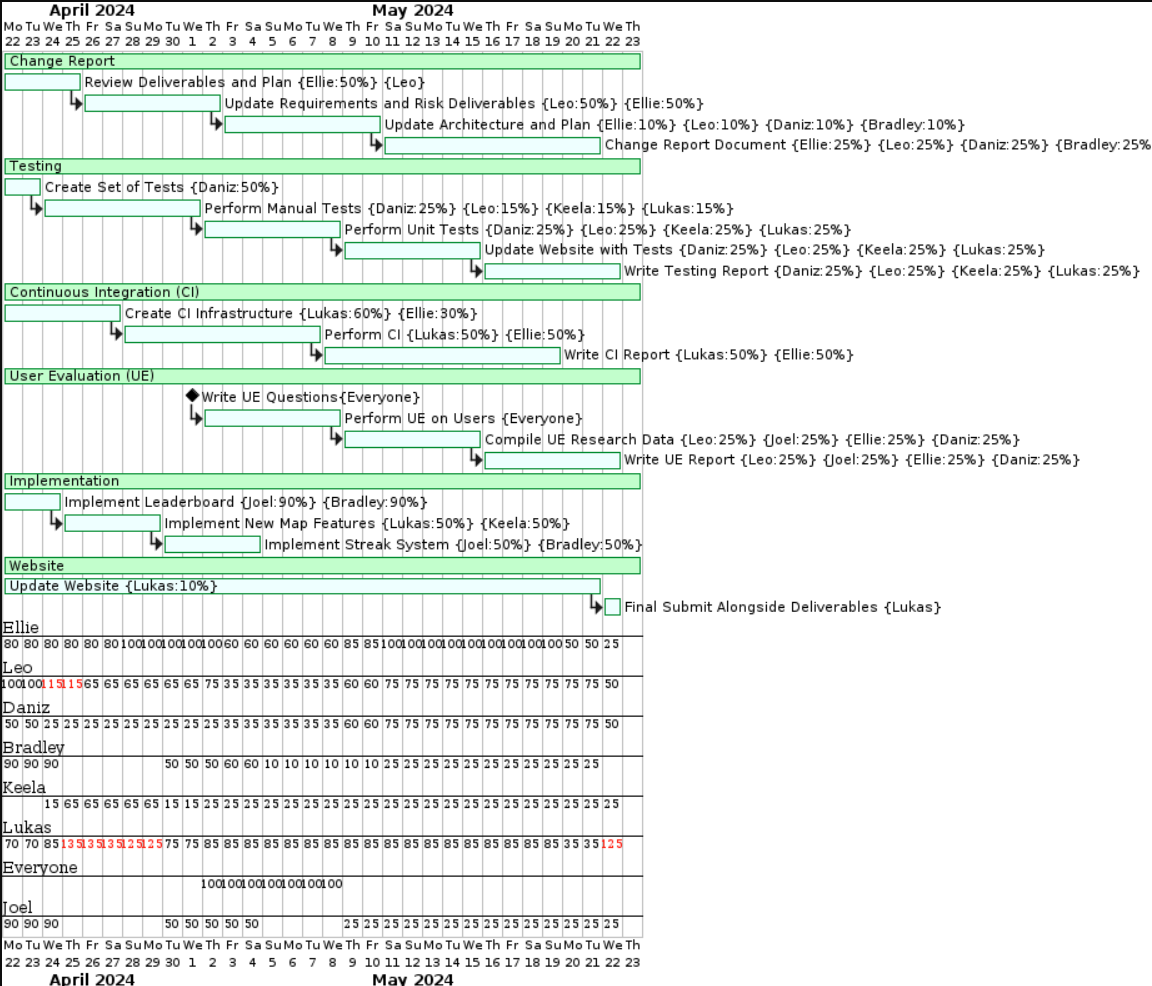 April 2024 May 2024
Mo Tu We Th Fr Sa Su Mo Tu We Th Fr Sa Su Mo Tu We Th Fr Sa Su Mo Tu We Th Fr Sa Su Mo Tu We Th
22 23 24 25 26 27 28 29 30 1 2 3 4 5 6 7 8 9 10 11 12 13 14 15 16 17 18 19 20 21 22 23
Change Report
Review Deliverables and Plan {Ellie:50%} {Leo}
Update Requirements and Risk Deliverables {Leo:50%} {Ellie:50%}
Update Architecture and Plan {Ellie:10%} {Leo:10%} {Daniz:10%} {Bradley:10%}
Change Report Document {Ellie:25%} {Leo:25%} {Daniz:25%} {Bradley:25%
Testing
Create Set of Tests {Daniz:50%}
Perform Manual Tests {Daniz:25%} {Leo:15%} {Keela:15%} {Lukas:15%}
Perform Unit Tests {Daniz:25%} {Leo:25%} {Keela:25%} {Lukas:25%}
Update Website with Tests {Daniz:25%} {Leo:25%} {Keela:25%} {Lukas:25%}
Write Testing Report {Daniz:25%} {Leo:25%} {Keela:25%} {Lukas:25%}
Continuous Integration (CI)
Create CI Infrastructure {Lukas:60%} {Ellie:30%}
Perform CI {Lukas:50%} {Ellie:50%}
Write CI Report {Lukas:50%} {Ellie:50%}
User Evaluation (UE)
Write UE Questions{Everyone}
Perform UE on Users {Everyone}
Compile UE Research Data {Leo:25%} {Joel:25%} {Ellie:25%} {Daniz:25%}
Write UE Report {Leo:25%} {Joel:25%} {Ellie:25%} {Daniz:25%}
Implementation
Implement Leaderboard {Joel:90%} {Bradley:90%}
Implement New Map Features {Lukas:50%} {Keela:50%}
Implement Streak System {Joel:50%} {Bradley:50%}
Website
Update Website {Lukas:10%}
Final Submit Alongside Deliverables {Lukas}
Ellie
80 80 80 80 80 80 100 100 100 100 100 60 60 60 60 60 60 85 85 100 100 100 100 100 100 100 100 100 50 50 25
Leo
100 100 115 115 65 65 65 65 65 65 75 35 35 35 35 35 35 60 60 75 75 75 75 75 75 75 75 75 75 75 50
Daniz
50 50 25 25 25 25 25 25 25 25 25 35 35 35 35 35 35 60 60 75 75 75 75 75 75 75 75 75 75 75 50
Bradley
90 90 90 50 50 50 60 60 10 10 10 10 10 10 25 25 25 25 25 25 25 25 25 25 25
Keela
15 65 65 65 65 65 15 15 25 25 25 25 25 25 25 25 25 25 25 25 25 25 25 25 25 25 25 25 25
Lukas
70 70 85 135 135 135 125 125 75 75 85 85 85 85 85 85 85 85 85 85 85 85 85 85 85 85 85 85 35 35 125
Everyone
100 100 100 100 100 100 100
Joel
90 90 90 50 50 50 50 50 25 25 25 25 25 25 25 25 25 25 25 25 25 25
Mo Tu We Th Fr Sa Su Mo Tu We Th Fr Sa Su Mo Tu We Th Fr Sa Su Mo Tu We Th Fr Sa Su Mo Tu We Th
22 23 24 25 26 27 28 29 30 1 2 3 4 5 6 7 8 9 10 11 12 13 14 15 16 17 18 19 20 21 22 23
April 2024 May 2024